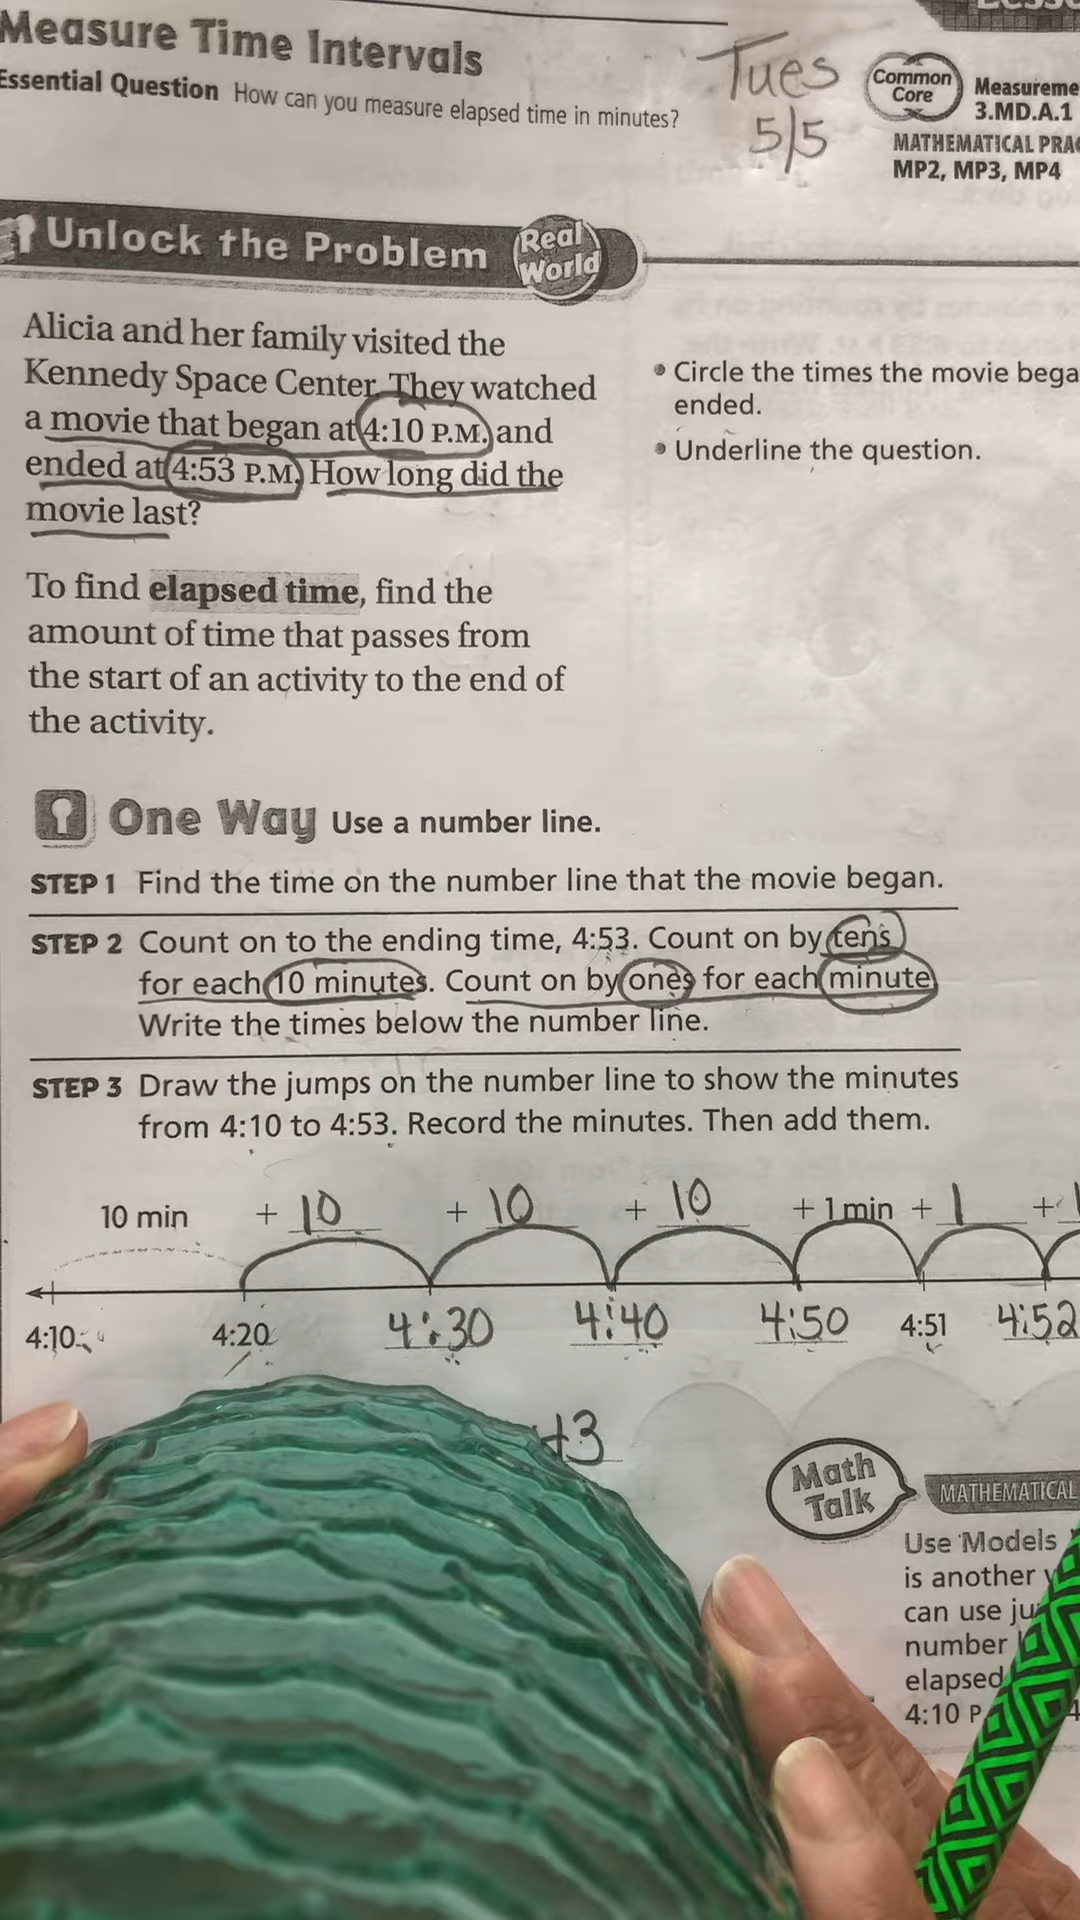 Measure Time Intervals
Essential Question How can you measure elapsed time in minutes?
Tues
5/5
Common
Core
3.MD.A.1
MP2, MP3, MP4
Unlock the Problem
Real
World
Alicia and her family visited the
Kennedy Space Center. They watched
a movie that began at 4:10 P.M. and
ended at 4:53 P.M. How long did the
movie last?
• Circle the times the movie
ended.
• Underline the question.
To find elapsed time, find the
amount of time that passes from
the start of an activity to the end of
the activity.
One Way Use a number line.
STEP 1 Find the time on the number line that the movie began.
STEP 2 Count on to the ending time, 4:53. Count on by tens
for each 10 minutes. Count on by ones for each minute.
Write the times below the number line.
STEP 3 Draw the jumps on the number line to show the minutes
from 4:10 to 4:53. Record the minutes. Then add them.
10 min + 10 + 10 + 10 + 1 min + 1 + 1
4:10 4:20 4:30 4:40 4:50 4:51 4:52
Math
Talk
MATHEMATICAL
Use Models
is another
can use
number
elapsed
4:10